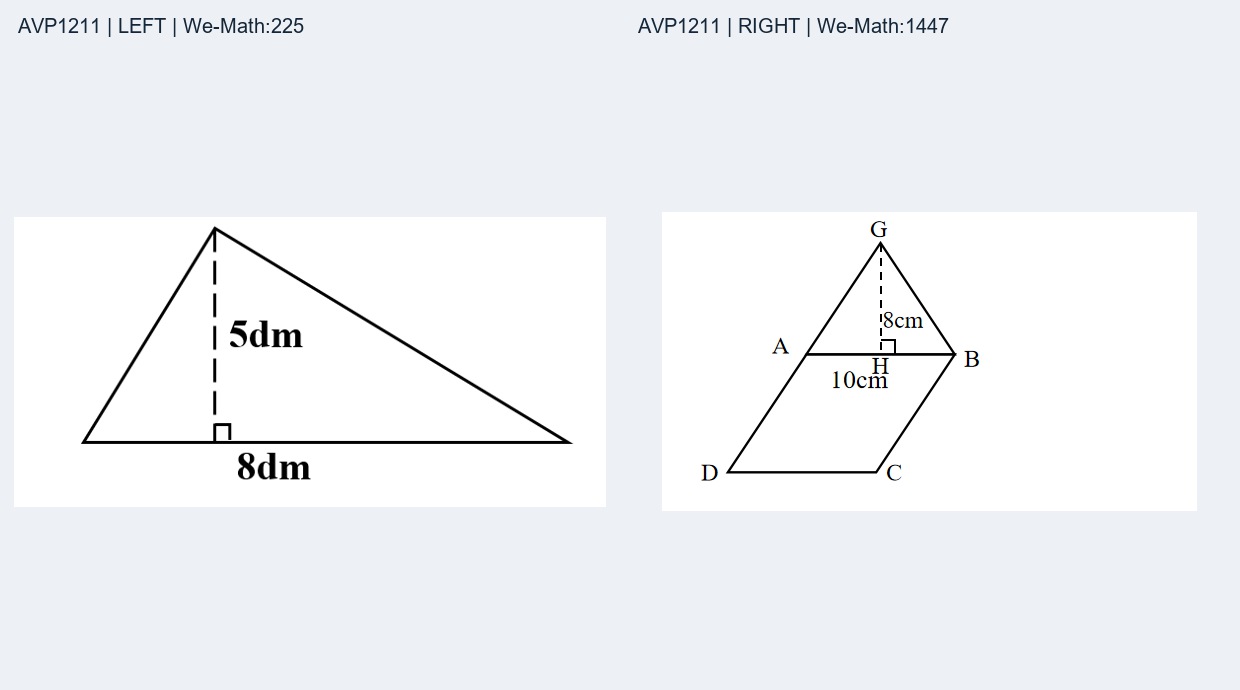 AVP1211 | LEFT | We-Math:225
5dm
8dm
AVP1211 | RIGHT | We-Math:1447
G
8cm
A
H
B
10cm
D
C